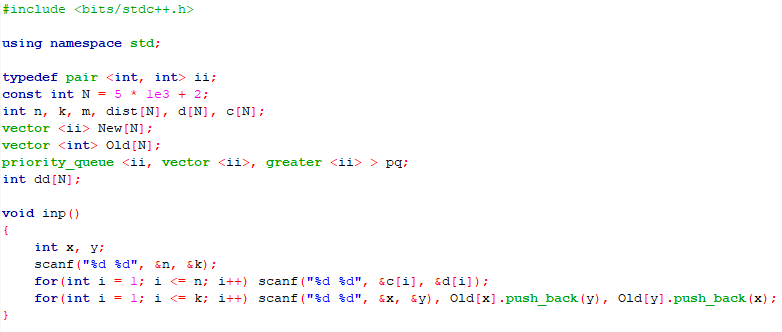 #include <bits/stdc++.h>
using namespace std;
typedef pair <int, int> ii;
const int N = 5 * 1e3 + 2;
int n, k, m, dist[N], d[N], c[N];
vector <ii> New[N];
vector <int> Old[N];
priority_queue <ii, vector <ii>, greater <ii> > pq;
int dd[N];
void inp()
{
    int x, y;
    scanf("%d %d", &n, &k);
    for(int i = 1; i <= n; i++) scanf("%d %d", &c[i], &d[i]);
    for(int i = 1; i <= k; i++) scanf("%d %d", &x, &y), Old[x].push_back(y), Old[y].push_back(x);
}